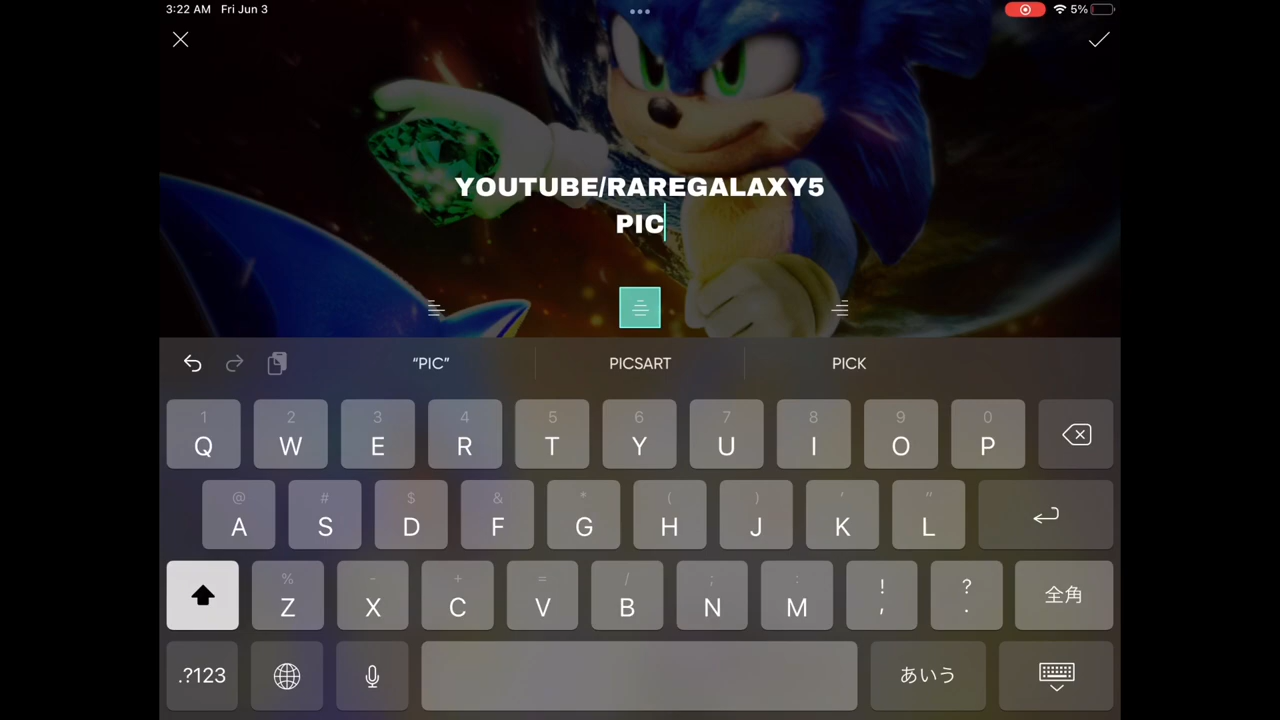 3:22 AM Fri Jun 3
5%
YOUTUBE/RAREGALAXY5
PIC
“PIC” PICSART PICK
1 2 3 4 5 6 7 8 9 0
Q W E R T Y U I O P
@ # $ & * ( ) ' "
A S D F G H J K L
% - + = / ; : ! ?
Z X C V B N M , . 全角
.?123 あいう